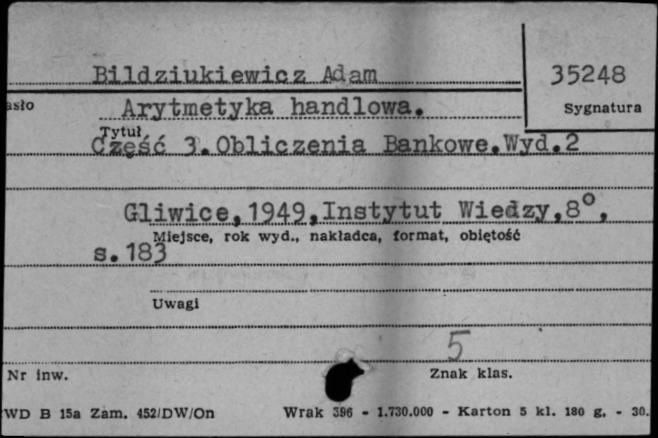 Bildziukiewicz Adam
35248
asło
Arytmetyka handlowa.
Sygnatura
Tytuł
Część 3.Obliczenia Bankowe.Wyd.2
Gliwice,1949,Instytut Wiedzy,8°,
Miejsce, rok wyd., nakładca, format, objętość
s.183
Uwagi
5
Nr inw.
Znak klas.
WD B 15a Zam. 452/DW/On Wrak 396 - 1.730.000 - Karton 5 kl. 180 g. - 30.